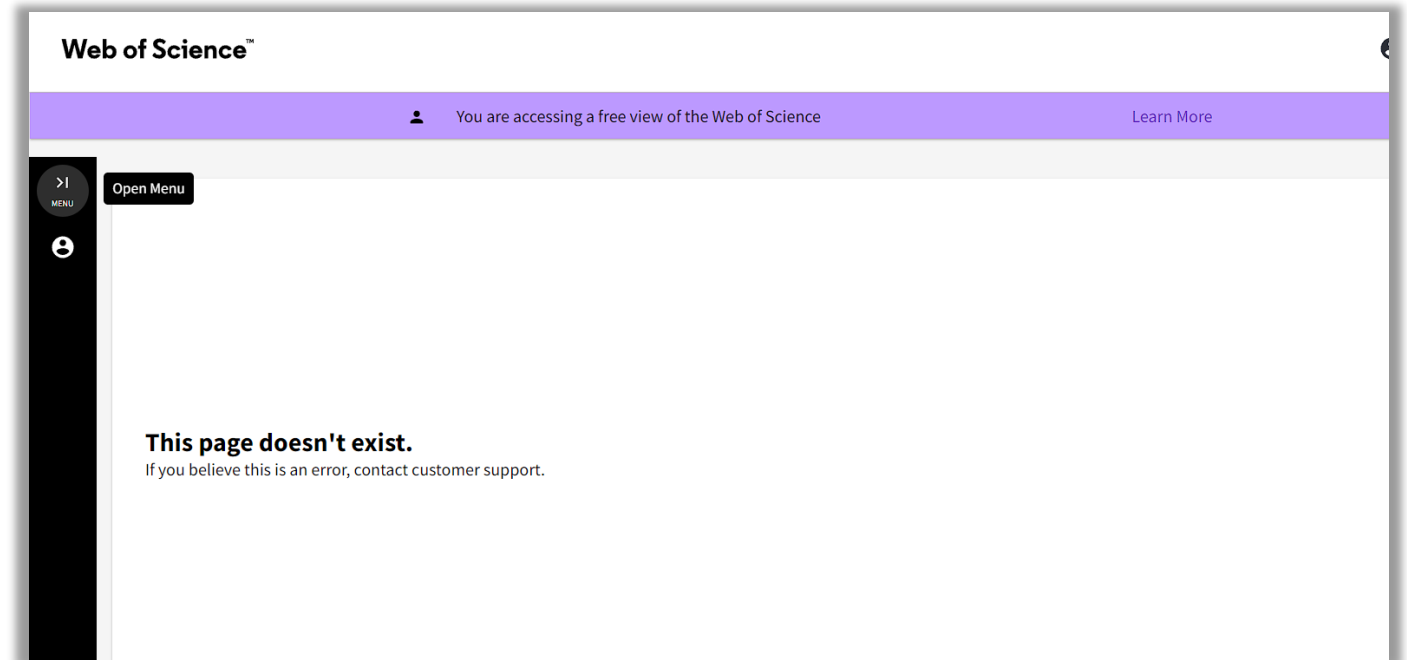 Web of Science™
You are accessing a free view of the Web of Science
Learn More
MENU
Open Menu
This page doesn't exist.
If you believe this is an error, contact customer support.